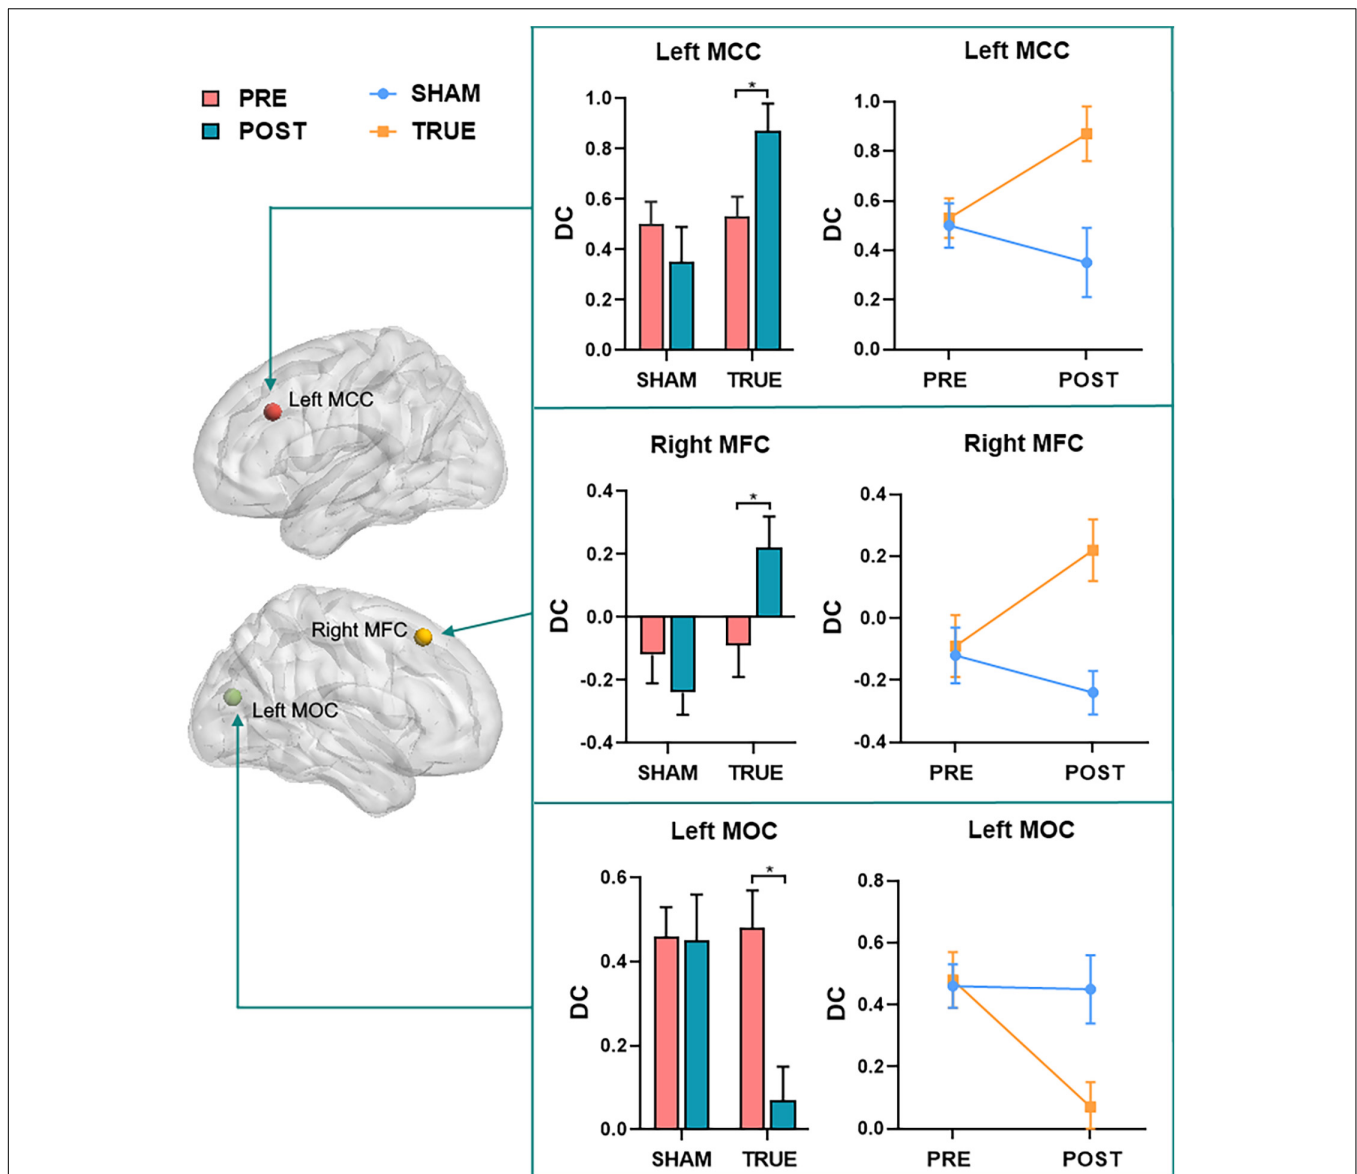 PRE
POST
SHAM
TRUE
Left MCC
Right MFC
Left MOC
Left MCC
*
1.0
0.8
0.6
0.4
0.2
0.0
DC
SHAM TRUE
Left MCC
1.0
0.8
0.6
0.4
0.2
0.0
DC
PRE POST
Right MFC
*
0.4
0.2
0.0
-0.2
-0.4
DC
SHAM TRUE
Right MFC
0.4
0.2
0.0
-0.2
-0.4
DC
PRE POST
Left MOC
*
0.6
0.4
0.2
0.0
DC
SHAM TRUE
Left MOC
0.8
0.6
0.4
0.2
0.0
DC
PRE POST